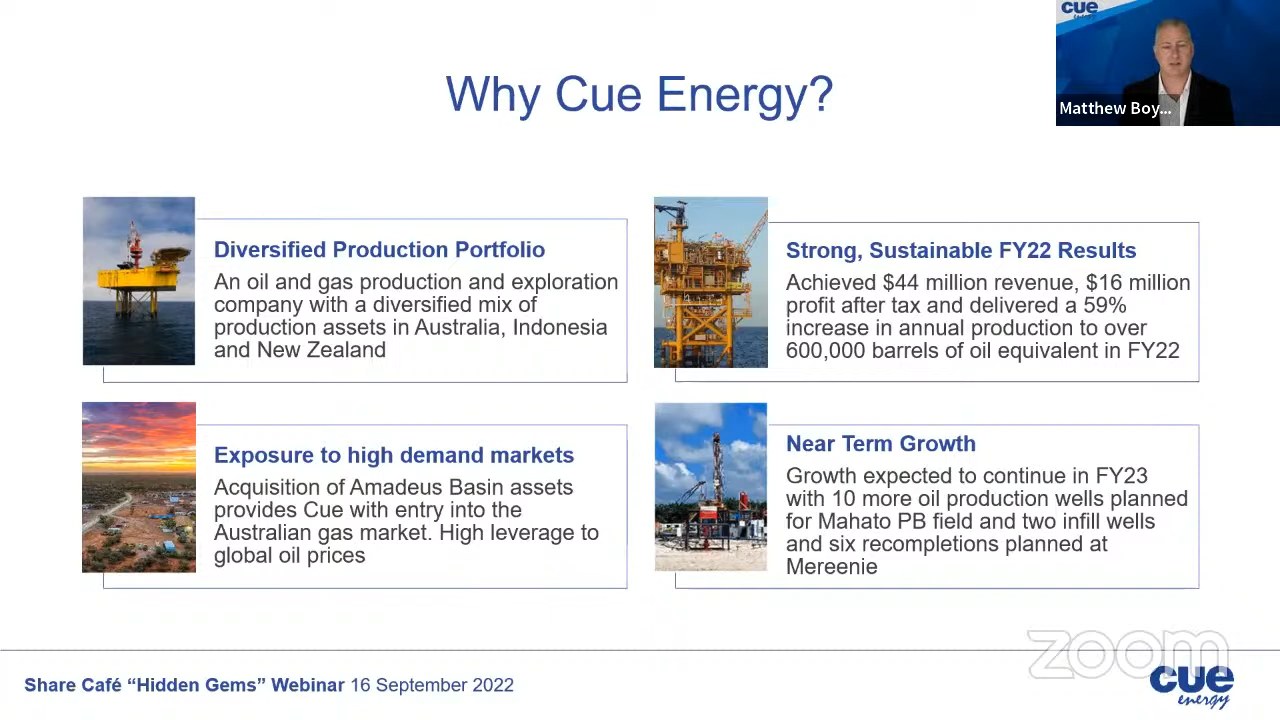 cue
energy
Matthew Boy...
Why Cue Energy?
Diversified Production Portfolio
An oil and gas production and exploration
company with a diversified mix of
production assets in Australia, Indonesia
and New Zealand
Strong, Sustainable FY22 Results
Achieved $44 million revenue, $16 million
profit after tax and delivered a 59%
increase in annual production to over
600,000 barrels of oil equivalent in FY22
Exposure to high demand markets
Acquisition of Amadeus Basin assets
provides Cue with entry into the
Australian gas market. High leverage to
global oil prices
Near Term Growth
Growth expected to continue in FY23
with 10 more oil production wells planned
for Mahato PB field and two infill wells
and six recompletions planned at
Mereenie
zoom
Share Café “Hidden Gems” Webinar 16 September 2022
cue
energy